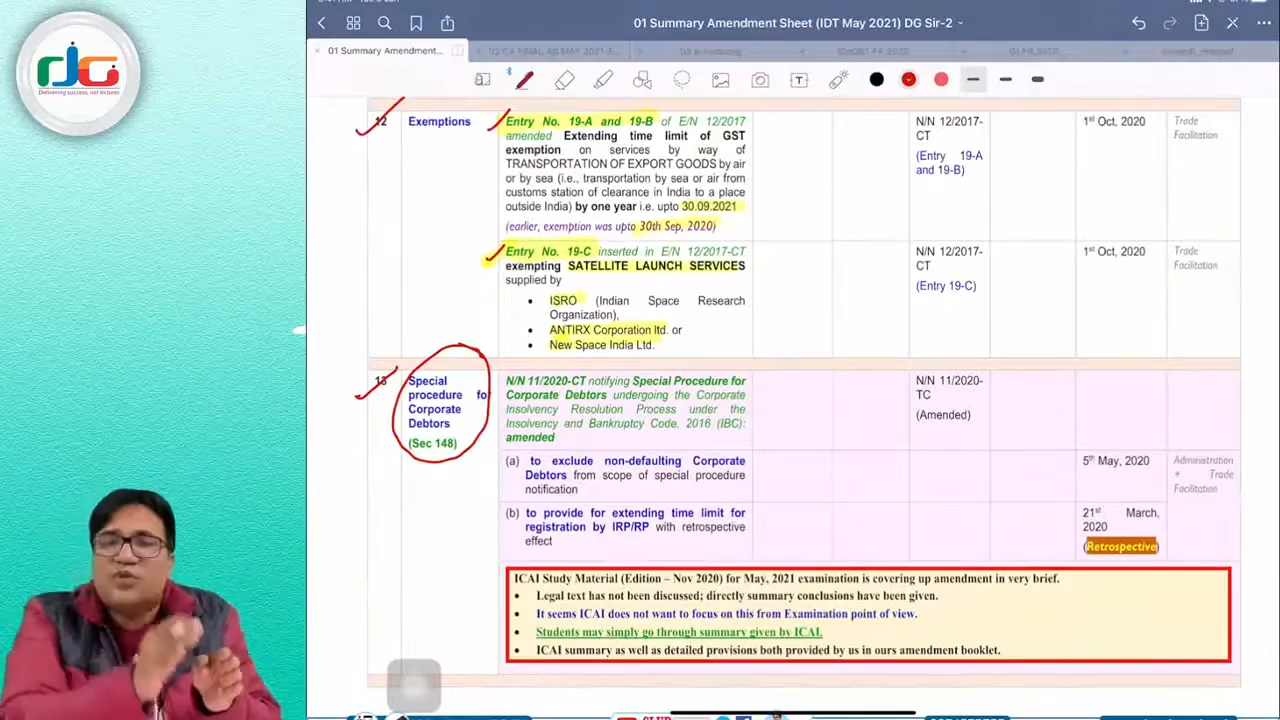 01 Summary Amendment Sheet (IDT May 2021) DG Sir-2
01 Summary Amendment...
Delivering success, not lectures
12
Exemptions
Entry No. 19-A and 19-B of E/N 12/2017
amended Extending time limit of GST
exemption on services by way of
TRANSPORTATION OF EXPORT GOODS by air
or by sea (i.e., transportation by sea or air from
customs station of clearance in India to a place
outside India) by one year i.e. upto 30.09.2021
(earlier, exemption was upto 30th Sep, 2020)
N/N 12/2017-
CT
(Entry 19-A
and 19-B)
1st Oct, 2020
Trade
Facilitation
Entry No. 19-C inserted in E/N 12/2017-CT
exempting SATELLITE LAUNCH SERVICES
supplied by
• ISRO (Indian Space Research
Organization),
• ANTIRX Corporation ltd. or
• New Space India Ltd.
N/N 12/2017-
CT
(Entry 19-C)
1st Oct, 2020
Trade
Facilitation
13
Special
procedure for
Corporate
Debtors
(Sec 148)
N/N 11/2020-CT notifying Special Procedure for
Corporate Debtors undergoing the Corporate
Insolvency Resolution Process under the
Insolvency and Bankruptcy Code, 2016 (IBC):
amended
N/N 11/2020-
TC
(Amended)
(a) to exclude non-defaulting Corporate
Debtors from scope of special procedure
notification
5th May, 2020
Administration
+ Trade
Facilitation
(b) to provide for extending time limit for
registration by IRP/RP with retrospective
effect
21st March,
2020
(Retrospective)
ICAI Study Material (Edition – Nov 2020) for May, 2021 examination is covering up amendment in very brief.
• Legal text has not been discussed; directly summary conclusions have been given.
• It seems ICAI does not want to focus on this from Examination point of view.
• Students may simply go through summary given by ICAI.
• ICAI summary as well as detailed provisions both provided by us in ours amendment booklet.